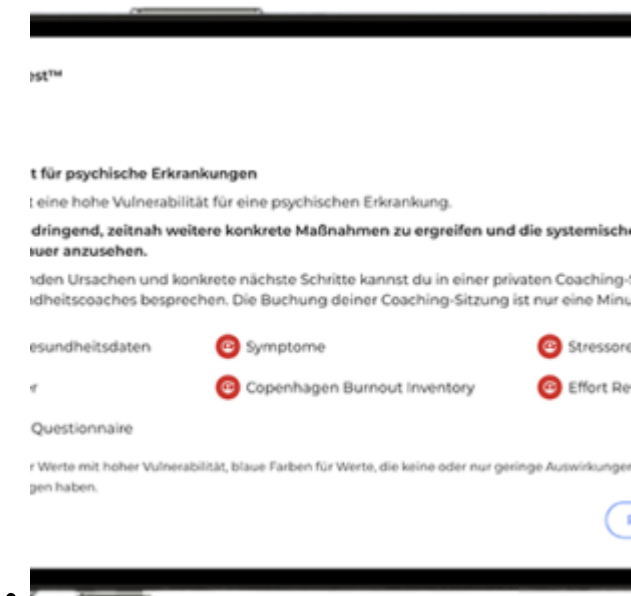 est™
t für psychische Erkrankungen
t eine hohe Vulnerabilität für eine psychischen Erkrankung.
dringend, zeitnah weitere konkrete Maßnahmen zu ergreifen und die systemische
auer anzusehen.
nden Ursachen und konkrete nächste Schritte kannst du in einer privaten Coaching-S
dheitscoaches besprechen. Die Buchung deiner Coaching-Sitzung ist nur eine Minu
esundheitsdaten Symptome Stressore
er Copenhagen Burnout Inventory Effort Re
Questionnaire
r Werte mit hoher Vulnerabilität, blaue Farben für Werte, die keine oder nur geringe Auswirkungen
gen haben.